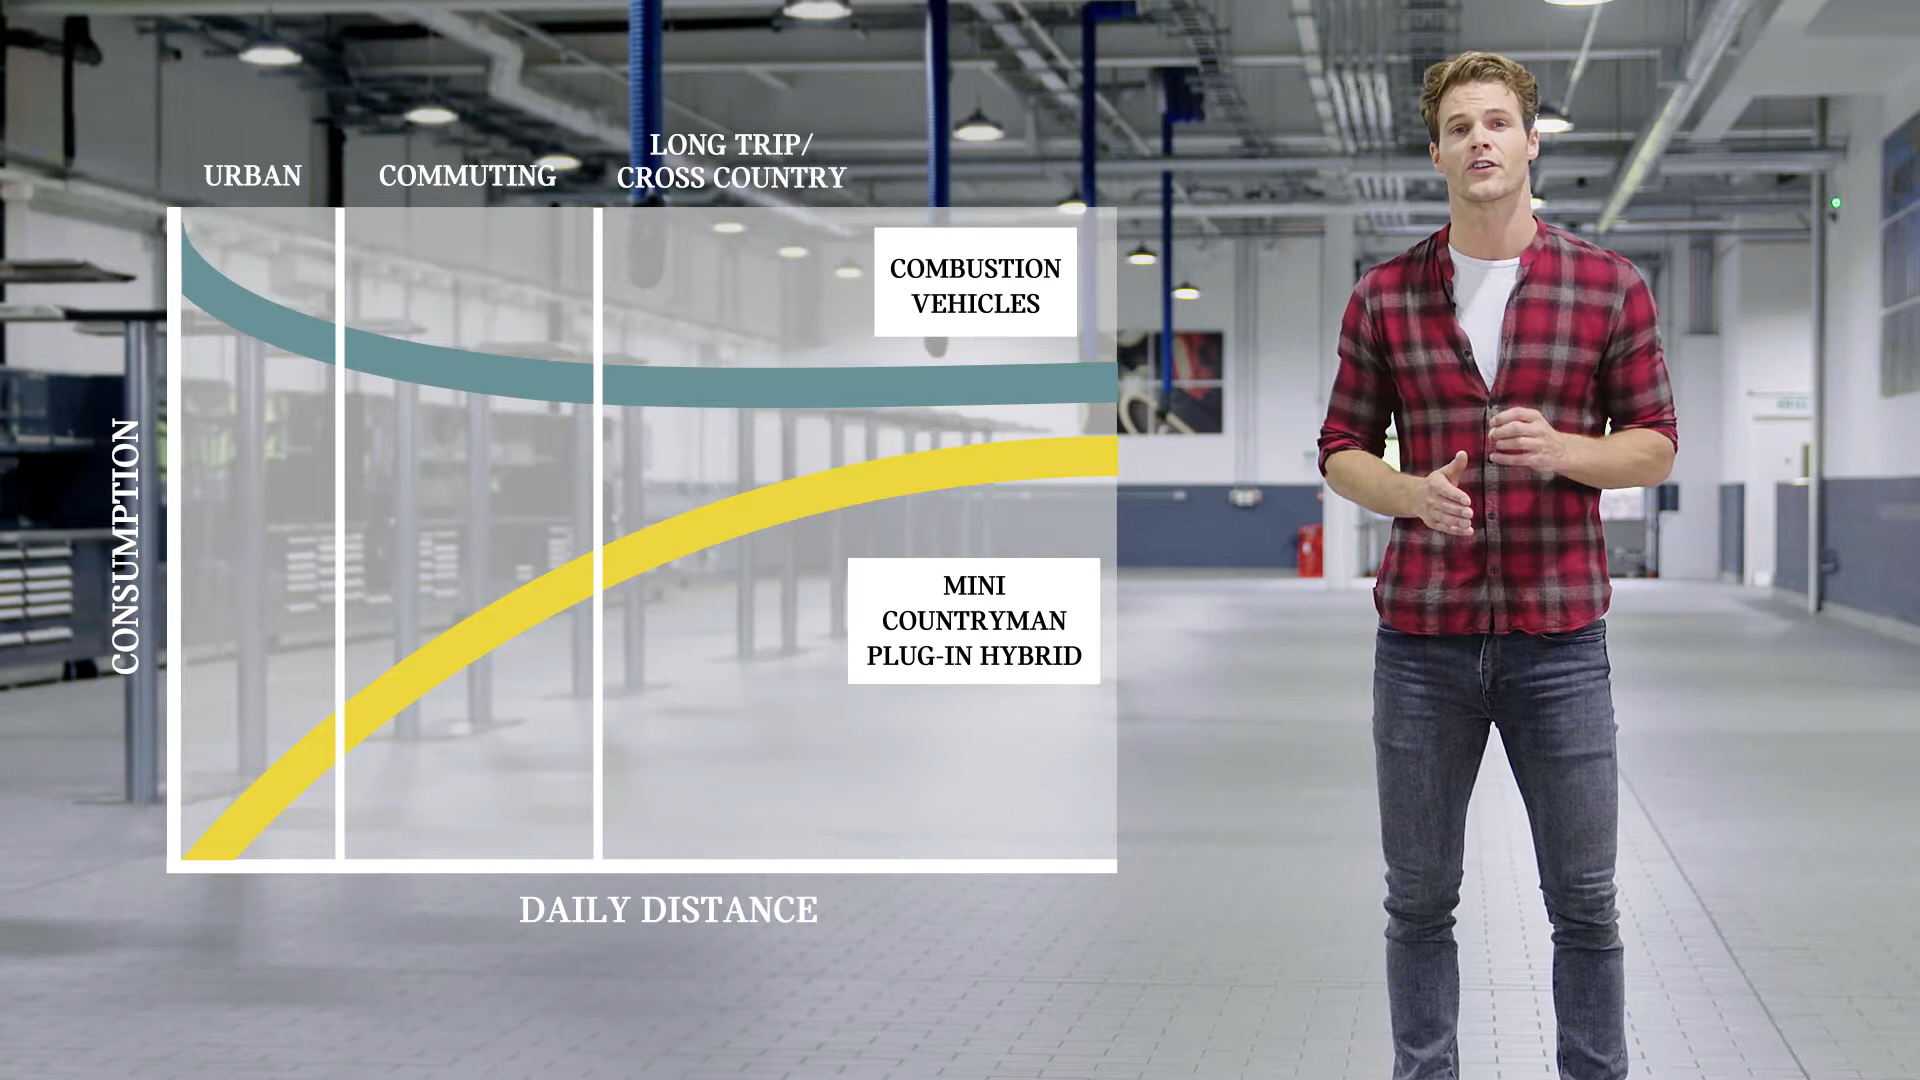 URBAN
COMMUTING
LONG TRIP/
CROSS COUNTRY
COMBUSTION
VEHICLES
CONSUMPTION
MINI
COUNTRYMAN
PLUG-IN HYBRID
DAILY DISTANCE